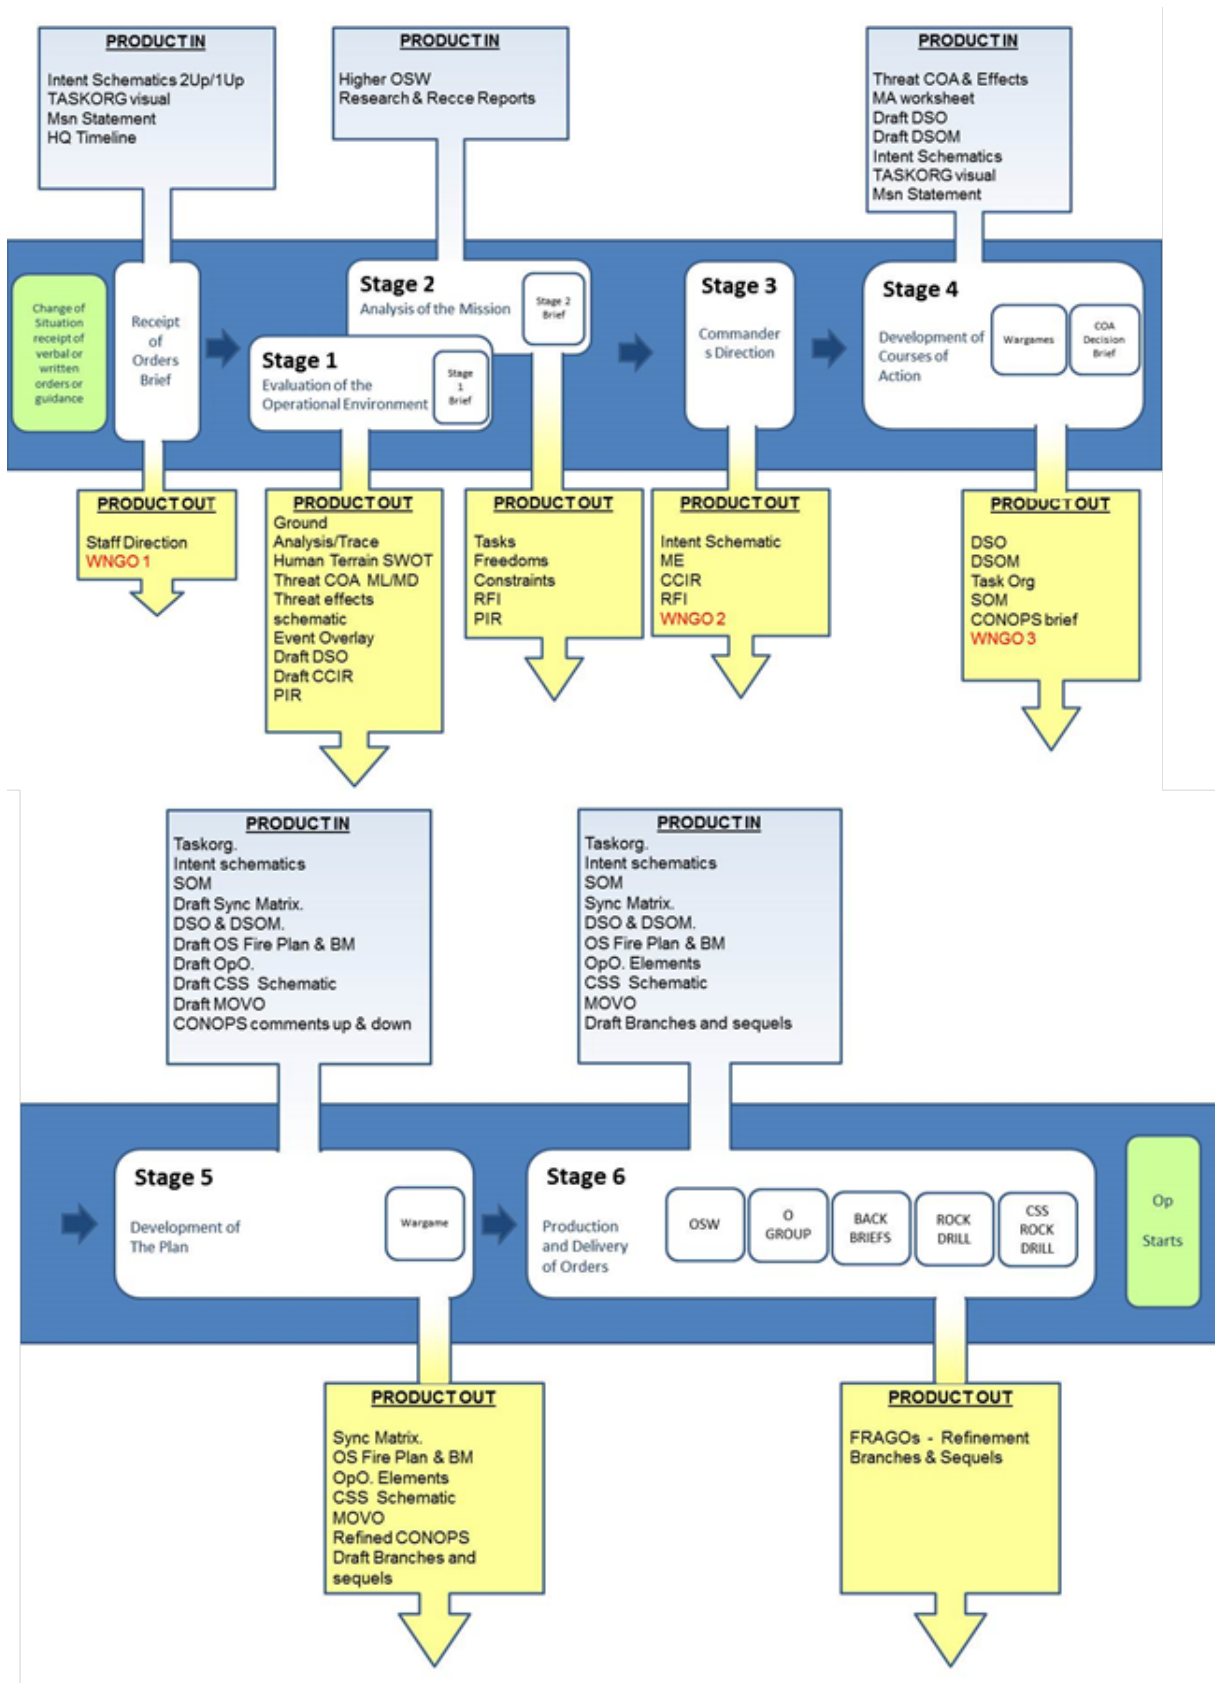 PRODUCT IN
Intent Schematics 2Up/1Up
TASKORG visual
Msn Statement
HQ Timeline
PRODUCT IN
Higher OSW
Research & Recce Reports
PRODUCT IN
Threat COA & Effects
MA worksheet
Draft DSO
Draft DSOM
Intent Schematics
TASKORG visual
Msn Statement
Change of
Situation
receipt of
verbal or
written
orders or
guidance
Receipt
of
Orders
Brief
Stage 1
Evaluation of the
Operational Environment
Stage
1
Brief
Stage 2
Analysis of the Mission
Stage 2
Brief
Stage 3
Commander
s Direction
Stage 4
Development of
Courses of
Action
Wargames
COA
Decision
Brief
PRODUCT OUT
Staff Direction
WNGO 1
PRODUCT OUT
Ground
Analysis/Trace
Human Terrain SWOT
Threat COA ML/MD
Threat effects
schematic
Event Overlay
Draft DSO
Draft CCIR
PIR
PRODUCT OUT
Tasks
Freedoms
Constraints
RFI
PIR
PRODUCT OUT
Intent Schematic
ME
CCIR
RFI
WNGO 2
PRODUCT OUT
DSO
DSOM
Task Org
SOM
CONOPS brief
WNGO 3
PRODUCT IN
Taskorg.
Intent schematics
SOM
Draft Sync Matrix.
DSO & DSOM.
Draft OS Fire Plan & BM
Draft OpO.
Draft CSS Schematic
Draft MOVO
CONOPS comments up & down
PRODUCT IN
Taskorg.
Intent schematics
SOM
Sync Matrix.
DSO & DSOM.
OS Fire Plan & BM
OpO. Elements
CSS Schematic
MOVO
Draft Branches and sequels
Stage 5
Development of
The Plan
Wargame
Stage 6
Production
and Delivery
of Orders
OSW
O
GROUP
BACK
BRIEFS
ROCK
DRILL
CSS
ROCK
DRILL
Op
Starts
PRODUCT OUT
Sync Matrix.
OS Fire Plan & BM
OpO. Elements
CSS Schematic
MOVO
Refined CONOPS
Draft Branches and
sequels
PRODUCT OUT
FRAGOs - Refinement
Branches & Sequels